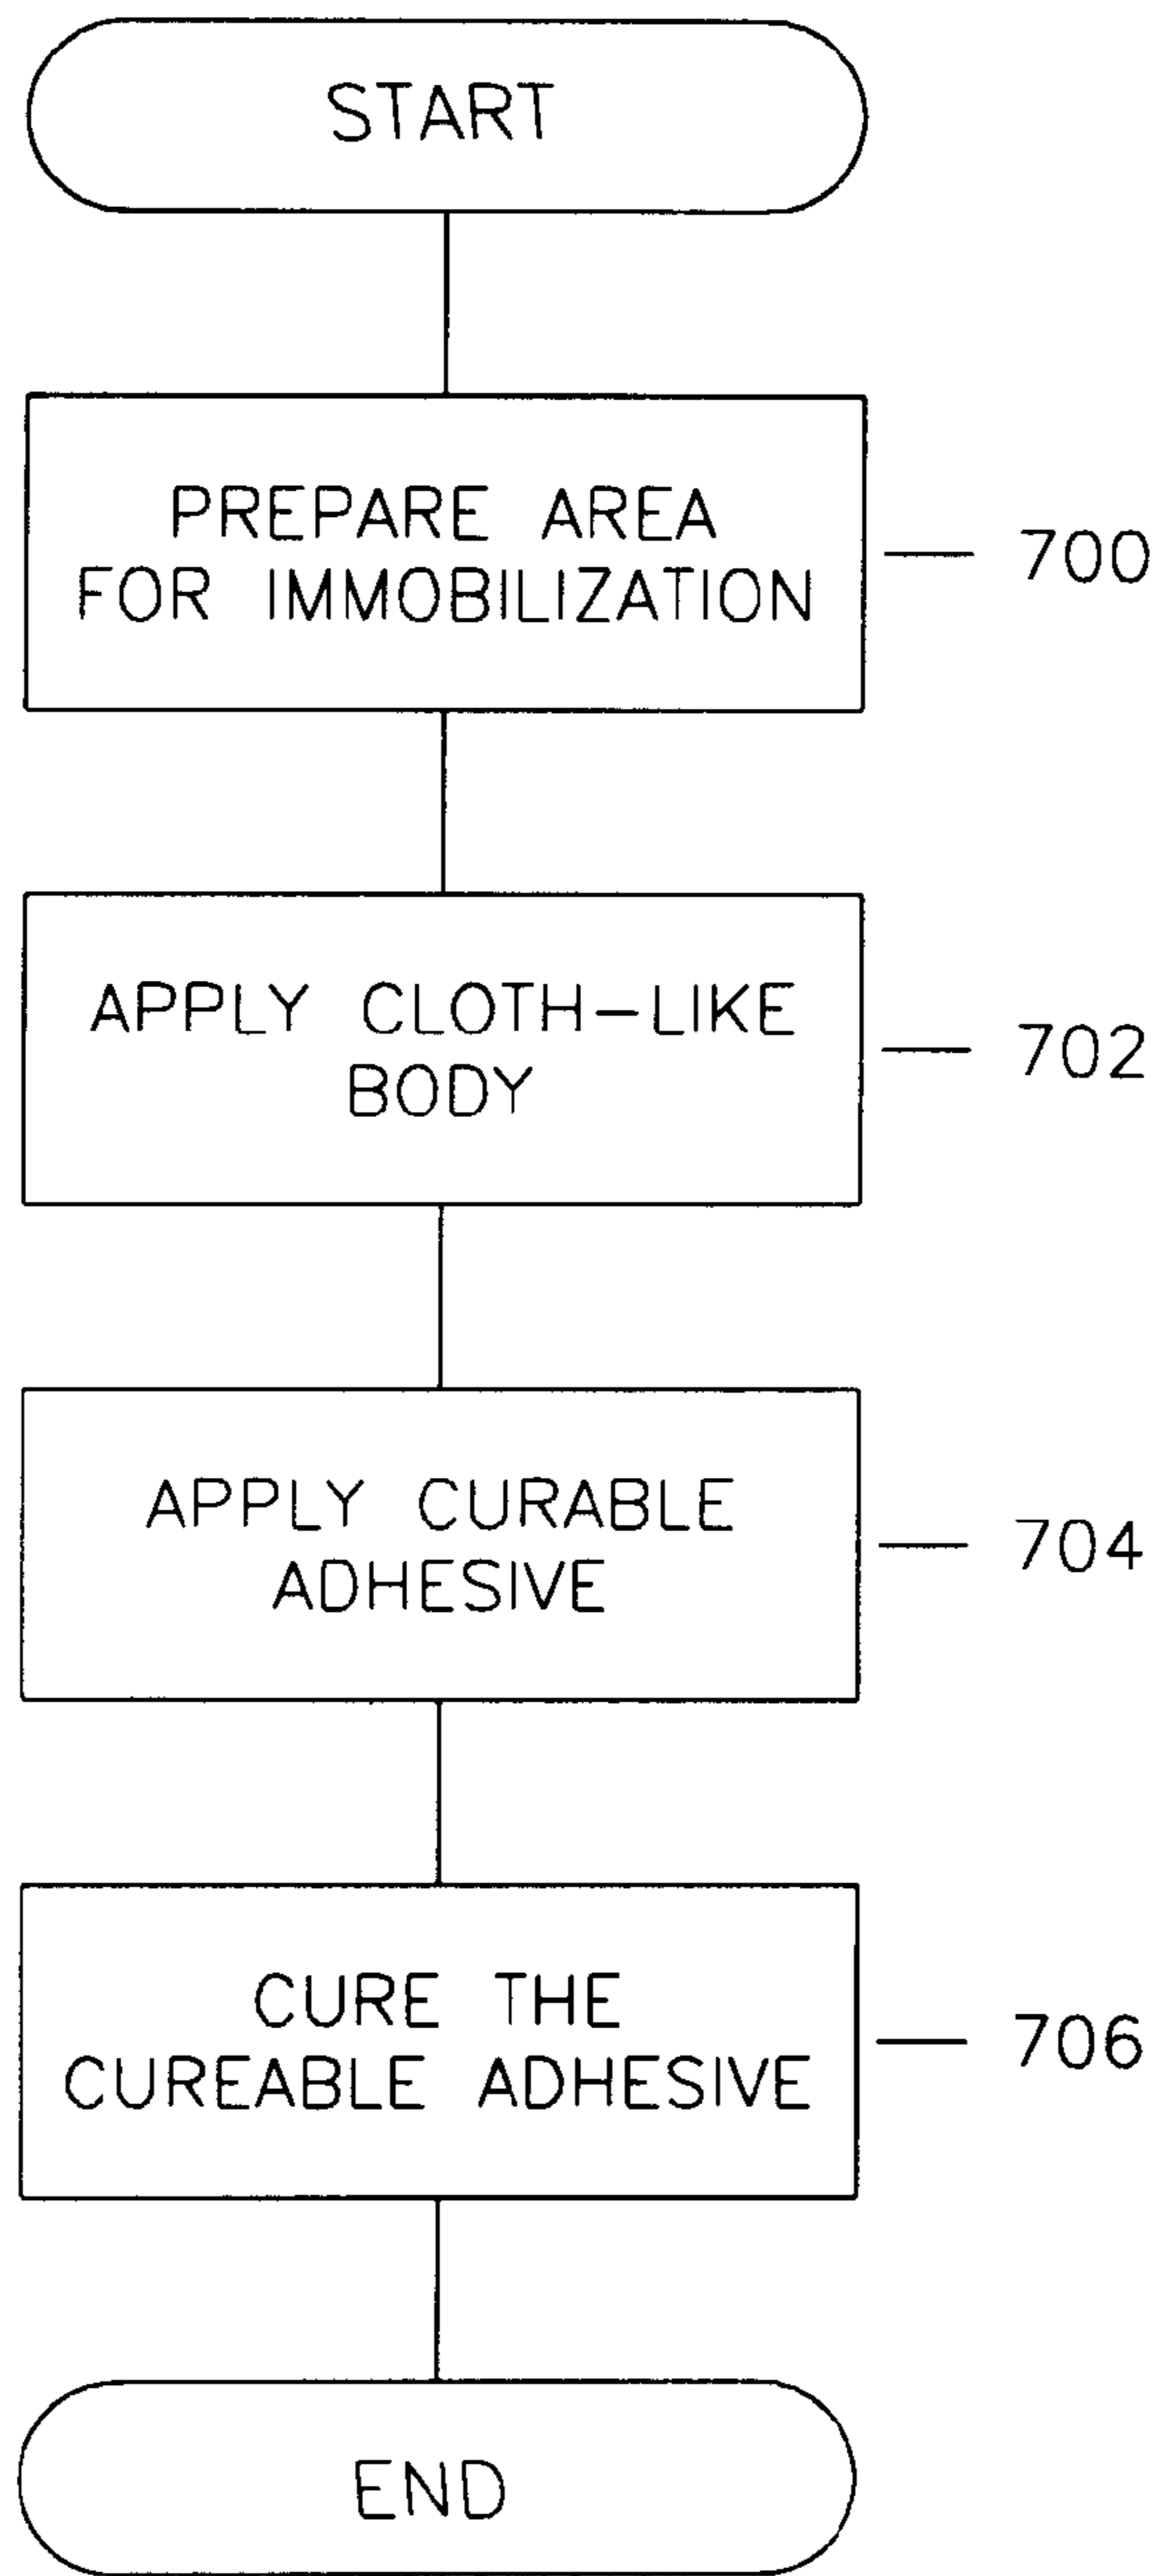 START
PREPARE AREA
FOR IMMOBILIZATION
700
APPLY CLOTH-LIKE
BODY
702
APPLY CURABLE
ADHESIVE
704
CURE THE
CUREABLE ADHESIVE
706
END